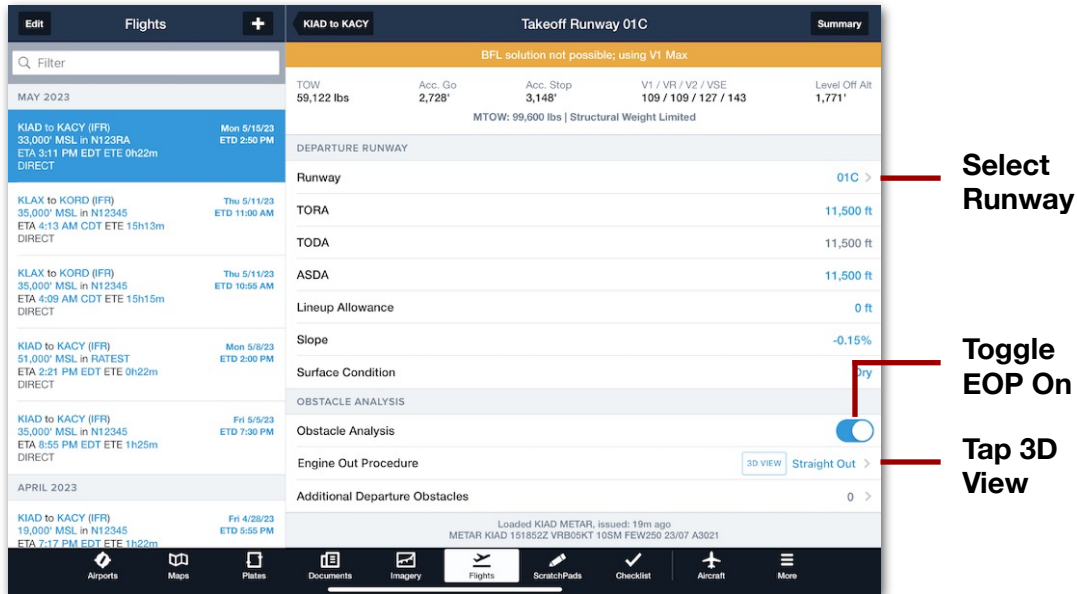 Edit
Flights
+
Filter
MAY 2023
KIAD to KACY (IFR) Mon 5/15/23
33,000' MSL in N123RA ETD 2:50 PM
ETA 3:11 PM EDT ETE 0h22m
DIRECT
KLAX to KORD (IFR) Thu 5/11/23
35,000' MSL in N12345 ETD 11:00 AM
ETA 4:13 AM CDT ETE 15h13m
DIRECT
KLAX to KORD (IFR) Thu 5/11/23
35,000' MSL in N12345 ETD 10:55 AM
ETA 4:09 AM CDT ETE 15h15m
DIRECT
KIAD to KACY (IFR) Mon 5/8/23
51,000' MSL in RATEST ETD 2:00 PM
ETA 2:21 PM EDT ETE 0h22m
DIRECT
KIAD to KACY (IFR) Fri 5/5/23
35,000' MSL in N12345 ETD 7:30 PM
ETA 8:55 PM EDT ETE 1h25m
DIRECT
APRIL 2023
KIAD to KACY (IFR) Fri 4/28/23
19,000' MSL in N12345 ETD 5:55 PM
ETA 7:17 PM EDT ETE 1h22m
KIAD to KACY
Takeoff Runway 01C
Summary
BFL solution not possible; using V1 Max
TOW Acc. Go Acc. Stop V1 / VR / V2 / VSE Level Off Alt
59,122 lbs 2,728' 3,148' 109 / 109 / 127 / 143 1,771'
MTOW: 99,600 lbs | Structural Weight Limited
DEPARTURE RUNWAY
Runway 01C >
TORA 11,500 ft
TODA 11,500 ft
ASDA 11,500 ft
Lineup Allowance 0 ft
Slope -0.15%
Surface Condition Dry
OBSTACLE ANALYSIS
Obstacle Analysis
Engine Out Procedure 3D VIEW Straight Out >
Additional Departure Obstacles 0 >
Loaded KIAD METAR, issued: 19m ago
METAR KIAD 151852Z VRB05KT 10SM FEW250 23/07 A3021
Airports Maps Plates Documents Imagery Flights ScratchPads Checklist Aircraft More
Select
Runway
Toggle
EOP On
Tap 3D
View